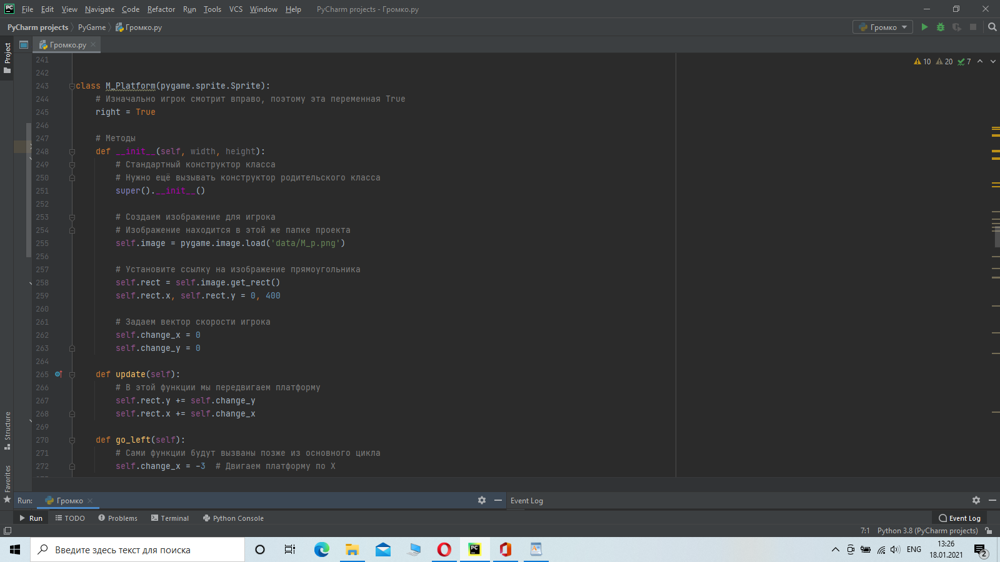 PC File Edit View Navigate Code Refactor Run Tools VCS Window Help PyCharm projects - Громко.py
PyCharm projects PyGame Громко.py Громко
Project Громко.py
10 20 7
241
242
243 class M_Platform(pygame.sprite.Sprite):
244 # Изначально игрок смотрит вправо, поэтому эта переменная True
245 right = True
246
247 # Методы
248 def __init__(self, width, height):
249 # Стандартный конструктор класса
250 # Нужно ещё вызывать конструктор родительского класса
251 super().__init__()
252
253 # Создаем изображение для игрока
254 # Изображение находится в этой же папке проекта
255 self.image = pygame.image.load('data/M_p.png')
256
257 # Установите ссылку на изображение прямоугольника
258 self.rect = self.image.get_rect()
259 self.rect.x, self.rect.y = 0, 400
260
261 # Задаем вектор скорости игрока
262 self.change_x = 0
263 self.change_y = 0
264
265 def update(self):
266 # В этой функции мы передвигаем платформу
267 self.rect.y += self.change_y
268 self.rect.x += self.change_x
269
270 def go_left(self):
271 # Сами функции будут вызваны позже из основного цикла
272 self.change_x = -3 # Двигаем платформу по X
Structure
Favorites
Run: Громко Event Log
Run TODO Problems Terminal Python Console Event Log
7:1 Python 3.8 (PyCharm projects)
Введите здесь текст для поиска PC ENG 13:26
18.01.2021 2